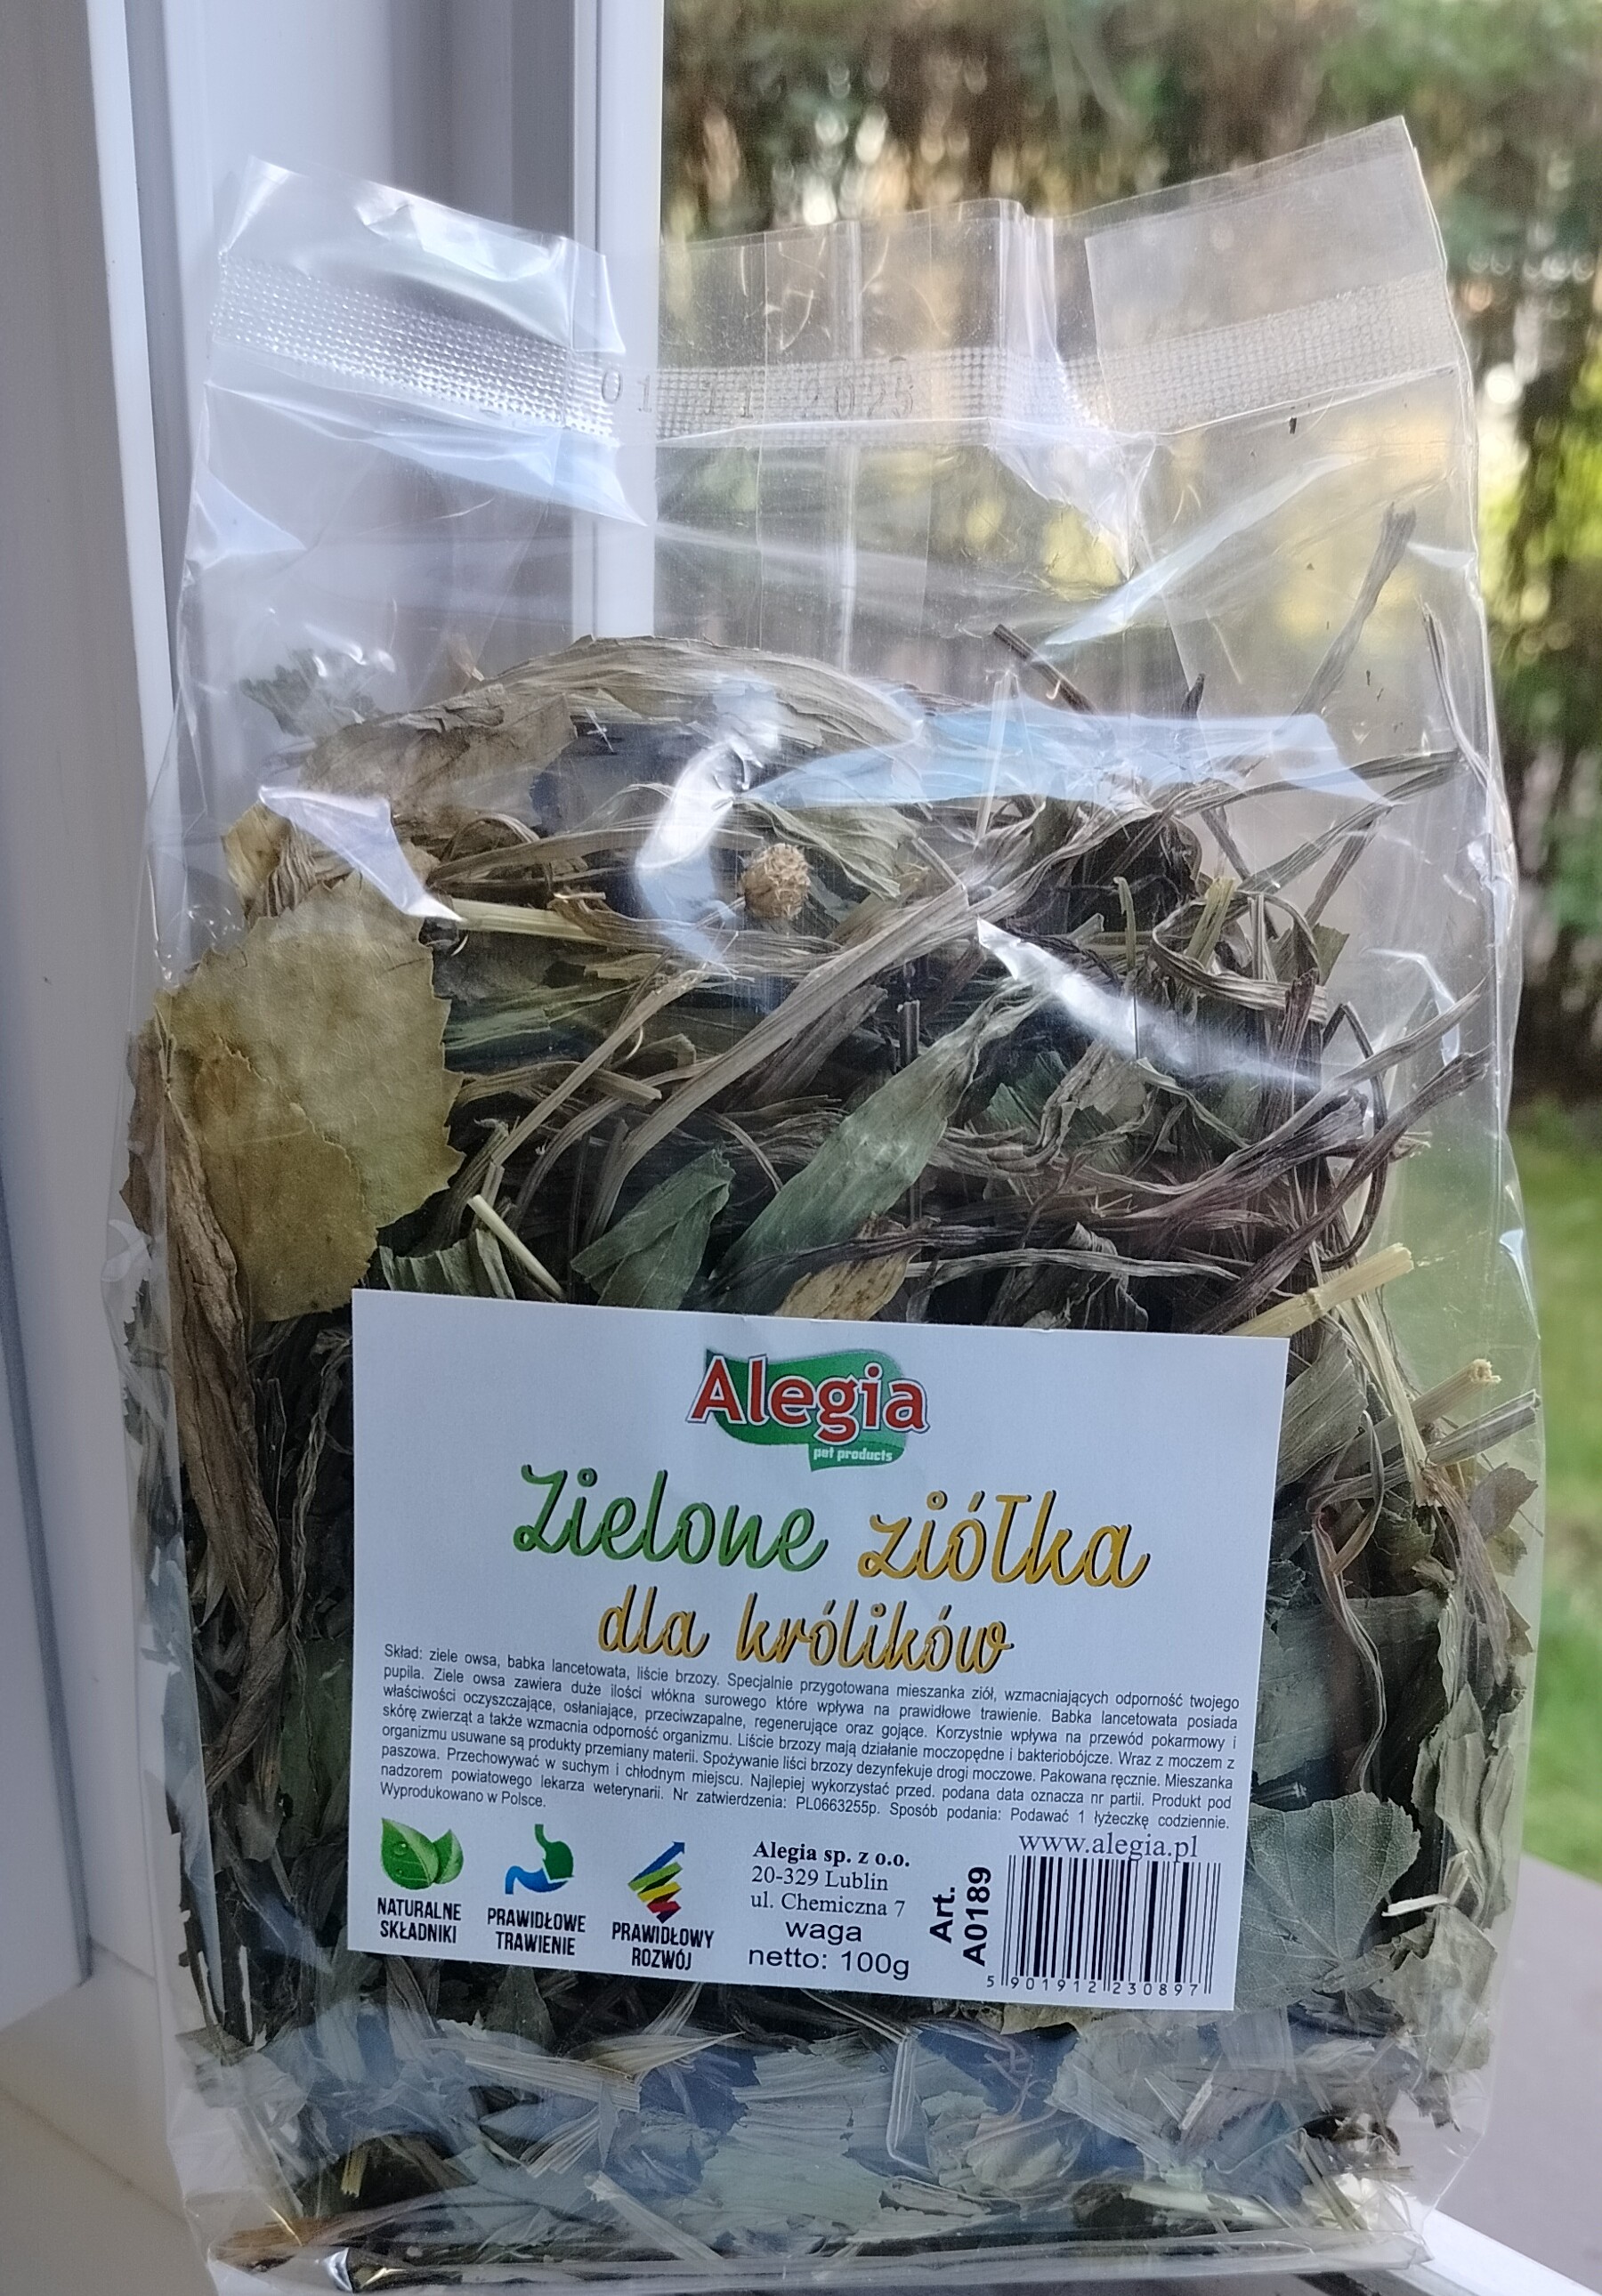 01 11 2025
Alegia
pet products
Zielone ziółka
dla królików
Skład: ziele owsa, babka lancetowata, liście brzozy. Specjalnie przygotowana mieszanka ziół, wzmacniających odporność twojego
pupila. Ziele owsa zawiera duże ilości włókna surowego które wpływa na prawidłowe trawienie. Babka lancetowata posiada
właściwości oczyszczające, osłaniające, przeciwzapalne, regenerujące oraz gojące. Korzystnie wpływa na przewód pokarmowy i
skórę zwierząt a także wzmacnia odporność organizmu. Liście brzozy mają działanie moczopędne i bakteriobójcze. Wraz z moczem z
organizmu usuwane są produkty przemiany materii. Spożywanie liści brzozy dezynfekuje drogi moczowe. Pakowana ręcznie. Mieszanka
paszowa. Przechowywać w suchym i chłodnym miejscu. Najlepiej wykorzystać przed. podana data oznacza nr partii. Produkt pod
nadzorem powiatowego lekarza weterynarii. Nr zatwierdzenia: PL0663255p. Sposób podania: Podawać 1 łyżeczkę codziennie.
Wyprodukowano w Polsce.
NATURALNE
SKŁADNIKI
PRAWIDŁOWE
TRAWIENIE
PRAWIDŁOWY
ROZWÓJ
Alegia sp. z o.o.
20-329 Lublin
ul. Chemiczna 7
waga
netto: 100g
Art.
A0189
www.alegia.pl
5 901912 230897